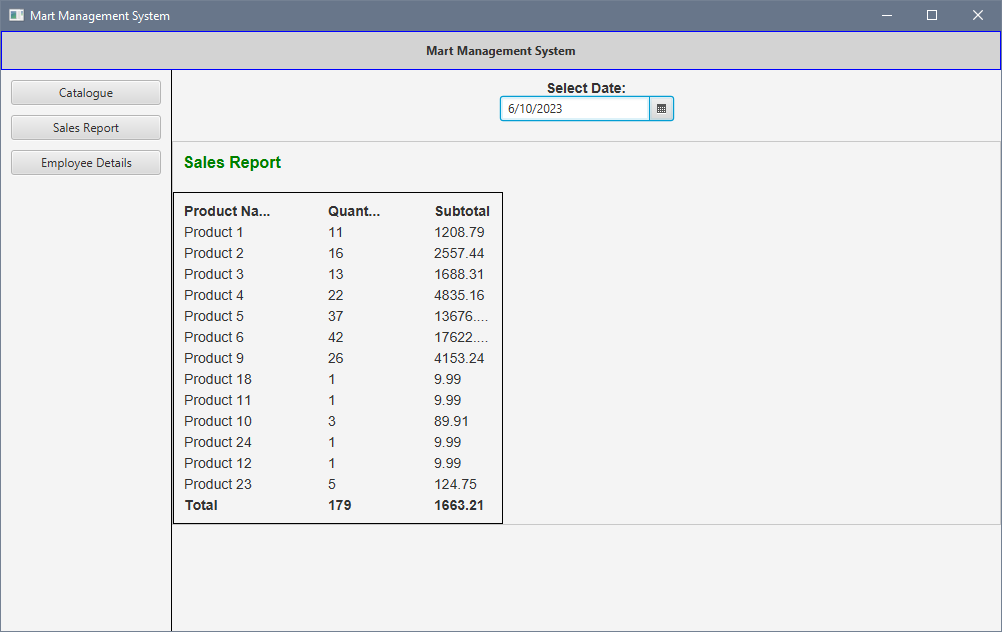 Mart Management System
Mart Management System
Catalogue
Sales Report
Employee Details
Select Date:
6/10/2023
Sales Report
Product Na... Quant... Subtotal
Product 1 11 1208.79
Product 2 16 2557.44
Product 3 13 1688.31
Product 4 22 4835.16
Product 5 37 13676....
Product 6 42 17622....
Product 9 26 4153.24
Product 18 1 9.99
Product 11 1 9.99
Product 10 3 89.91
Product 24 1 9.99
Product 12 1 9.99
Product 23 5 124.75
Total 179 1663.21